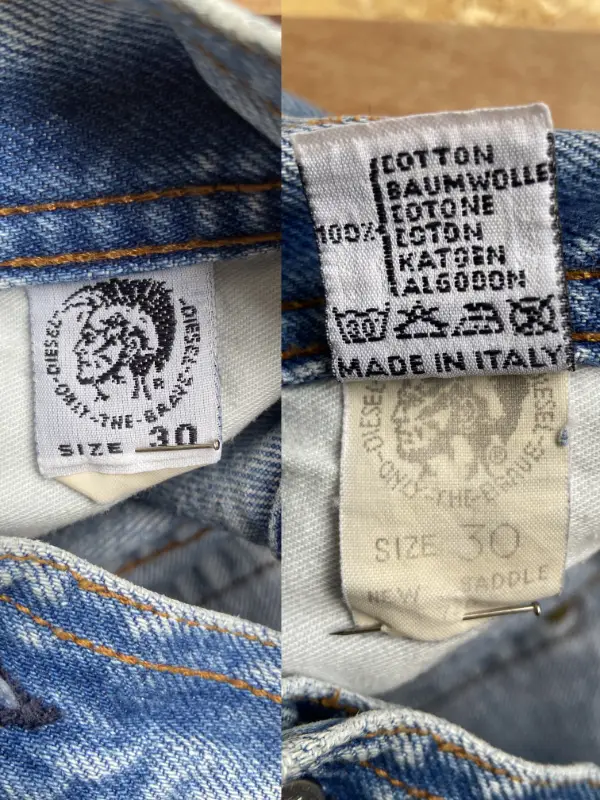 DIESEL
·ONLY·THE·BRAVE·
DIESEL
SIZE 30
100%
COTTON
BAUMWOLLE
COTONE
COTON
KATOEN
ALGODON
30
MADE IN ITALY
DIESEL
·ONLY·THE·BRAVE·
DIESEL
SIZE 30
NEW SADDLE